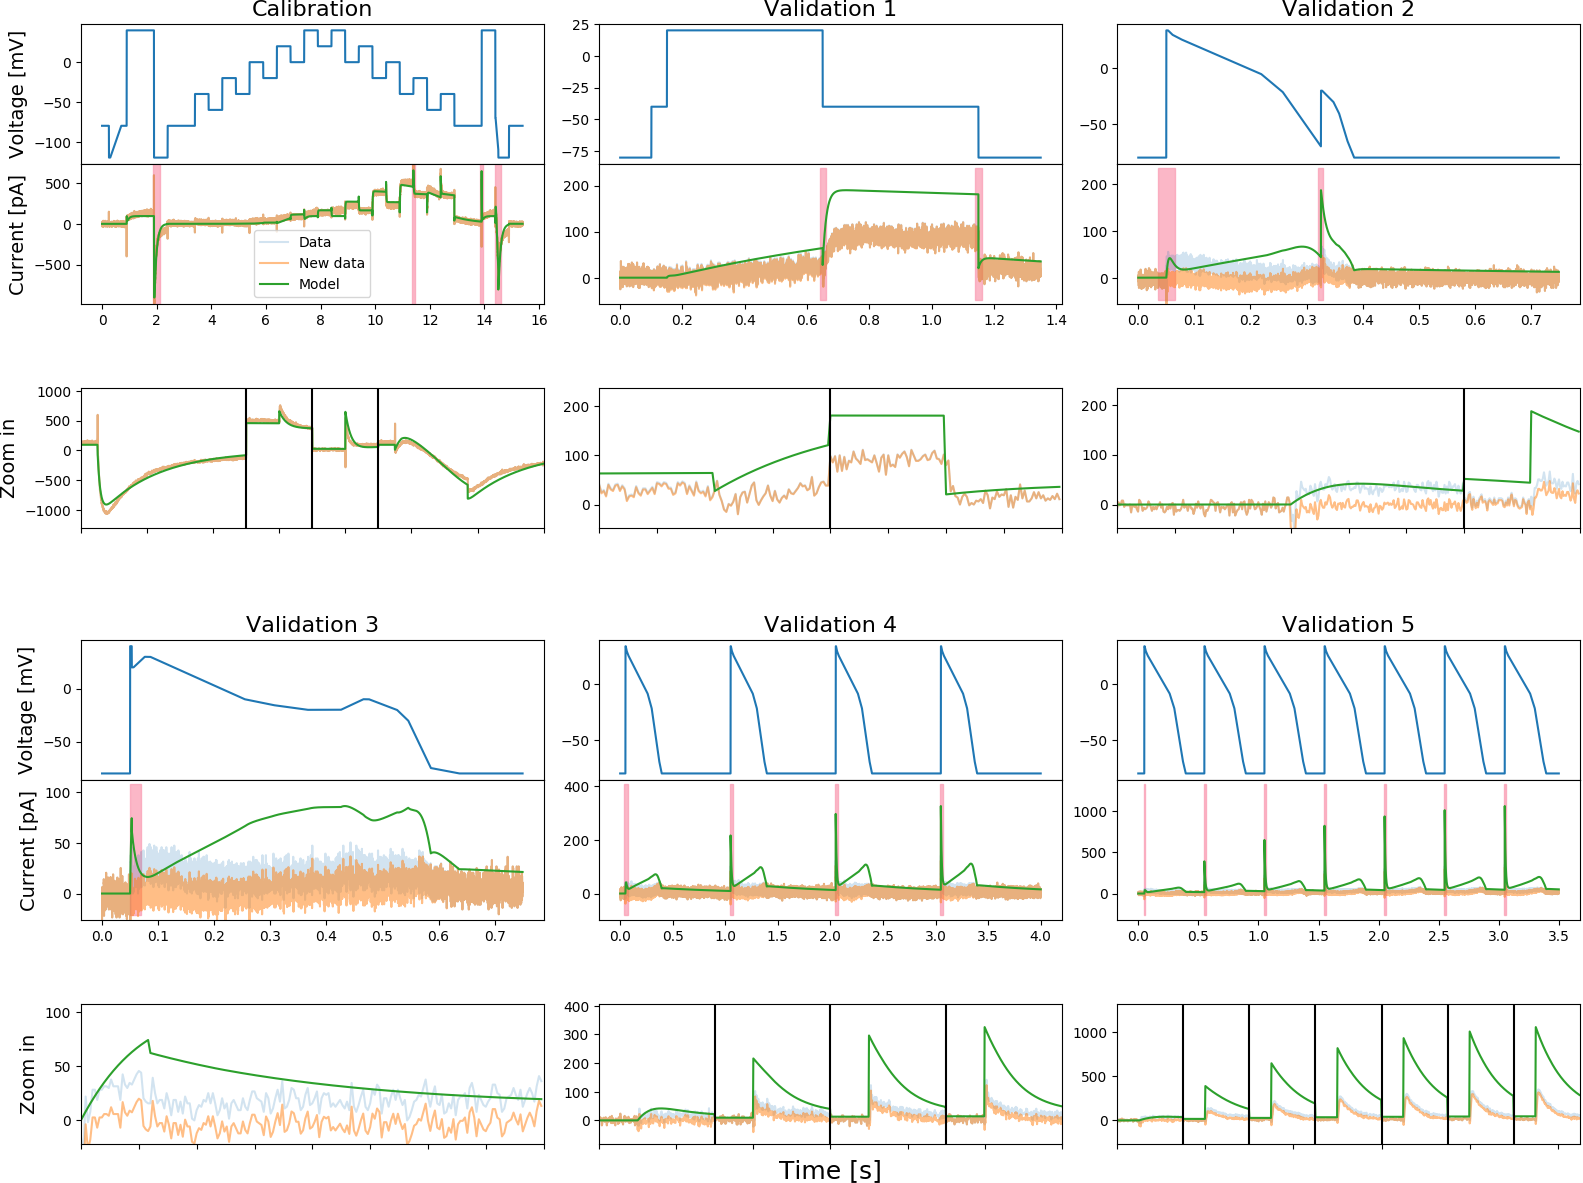 Calibration
Validation 1
Validation 2
Voltage [mV]
0
−50
−100
25
0
−25
−50
−75
0
−50
Current [pA]
500
0
−500
Data
New data
Model
200
100
0
200
100
0
0 2 4 6 8 10 12 14 16
0.0 0.2 0.4 0.6 0.8 1.0 1.2 1.4
0.0 0.1 0.2 0.3 0.4 0.5 0.6 0.7
Zoom in
1000
500
0
−500
−1000
200
100
0
200
100
0
Validation 3
Validation 4
Validation 5
Voltage [mV]
0
−50
0
−50
0
−50
Current [pA]
100
50
0
400
200
0
1000
500
0
0.0 0.1 0.2 0.3 0.4 0.5 0.6 0.7
0.0 0.5 1.0 1.5 2.0 2.5 3.0 3.5 4.0
0.0 0.5 1.0 1.5 2.0 2.5 3.0 3.5
Zoom in
100
50
0
400
300
200
100
0
1000
500
0
Time [s]